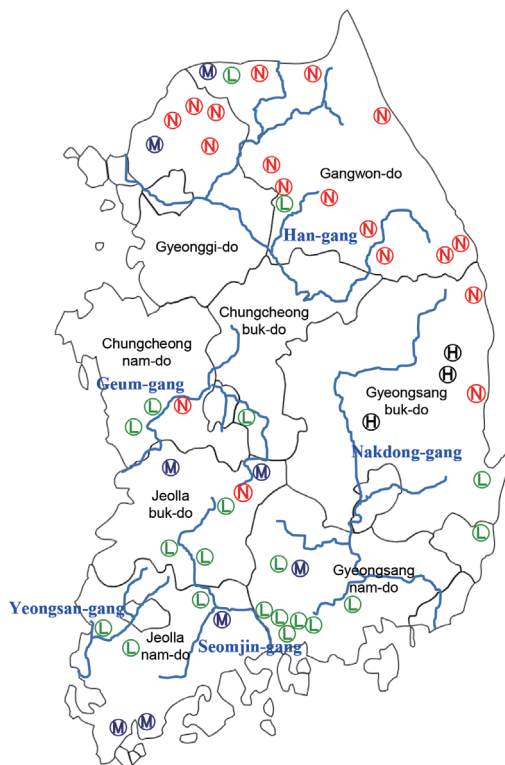 M L N N
N N N
N
M N
N
Gangwon-do
N
N
L
Han-gang
N
Gyeonggi-do
N N N
Chungcheong
buk-do
N
Chungcheong
nam-do
H
H
Geum-gang
Gyeongsang
buk-do
N
L N
L
L
H
Nakdong-gang
M M
Jeolla
buk-do
N
L
L
L
L L
L M
Gyeongsang
nam-do
Yeongsan-gang
L
L
L
L
L
L
L
L
M
L
Jeolla
nam-do
Seomjin-gang
L
M M